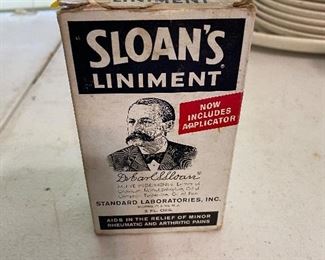 LINIMENT
"SLOAN'S
LINIMENT
NOW
INCLUDES
APPLICATOR
Dr. Earl S. Sloan
STANDARD LABORATORIES, INC.
AIDS IN THE RELIEF OF MINOR
RHEUMATIC AND ARTHRITIC PAINS